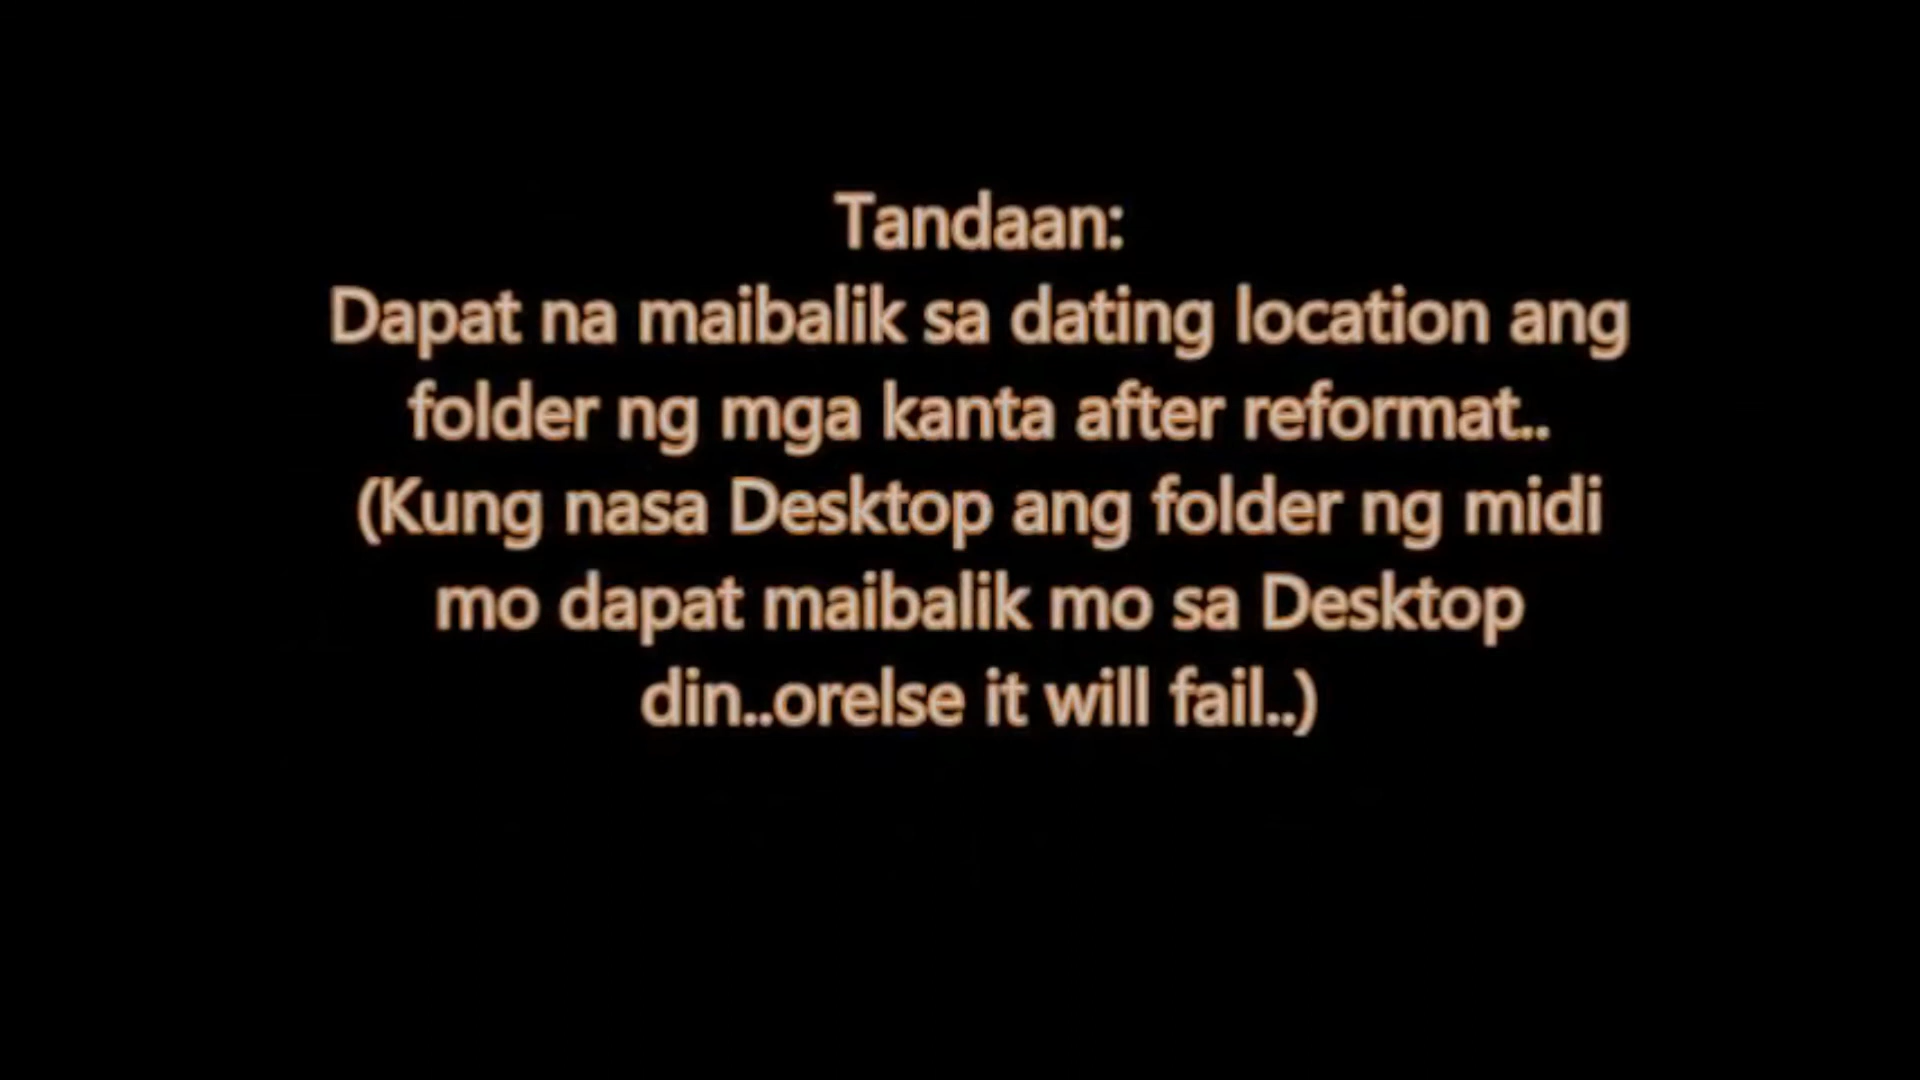 Tandaan:
Dapat na maibalik sa dating location ang
folder ng mga kanta after reformat..
(Kung nasa Desktop ang folder ng midi
mo dapat maibalik mo sa Desktop
din..orelse it will fail..)